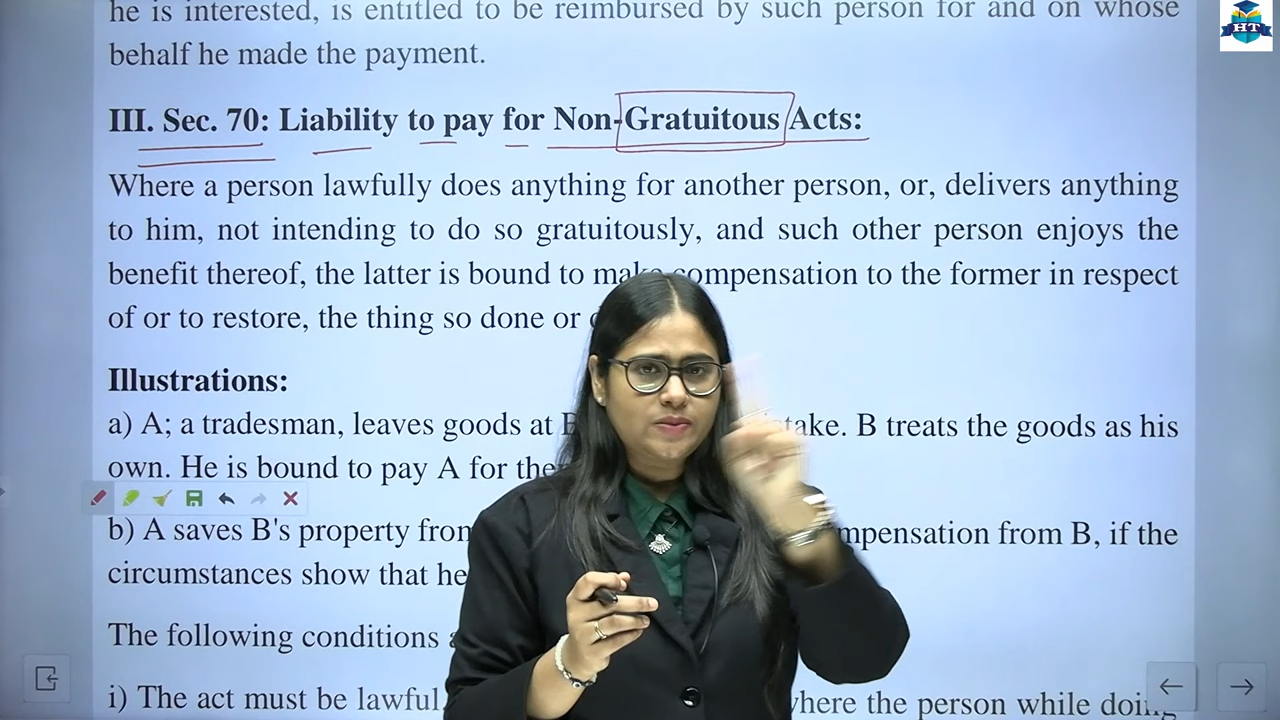 he is interested, is entitled to be reimbursed by such person for and on whose
HT
behalf he made the payment.
III. Sec. 70: Liability to pay for Non-Gratuitous Acts:
Where a person lawfully does anything for another person, or, delivers anything
to him, not intending to do so gratuitously, and such other person enjoys the
benefit thereof, the latter is bound to make compensation to the former in respect
of or to restore, the thing so done or
Illustrations:
a) A; a tradesman, leaves goods at B treats the goods as his
own. He is bound to pay A for
b) A saves B's property from B, if the
circumstances show that he
The following conditions
i) The act must be lawful. where the person while